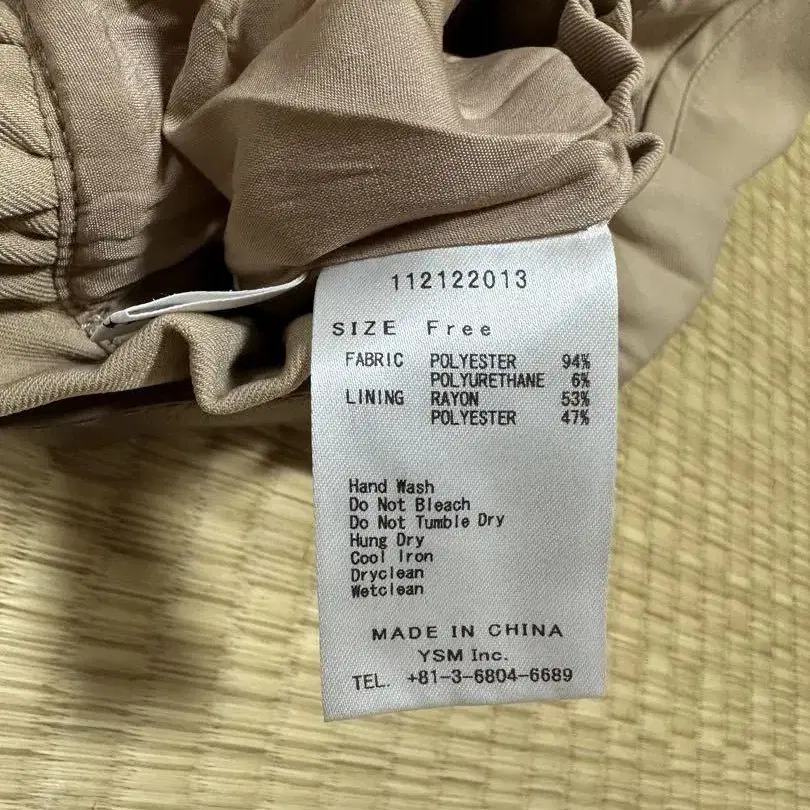 112122013
SIZE Free
FABRIC POLYESTER 94%
POLYURETHANE 6%
LINING RAYON 53%
POLYESTER 47%
Hand Wash
Do Not Bleach
Do Not Tumble Dry
Hung Dry
Cool Iron
Dryclean
Wetclean
MADE IN CHINA
YSM Inc.
TEL. +81-3-6804-6689